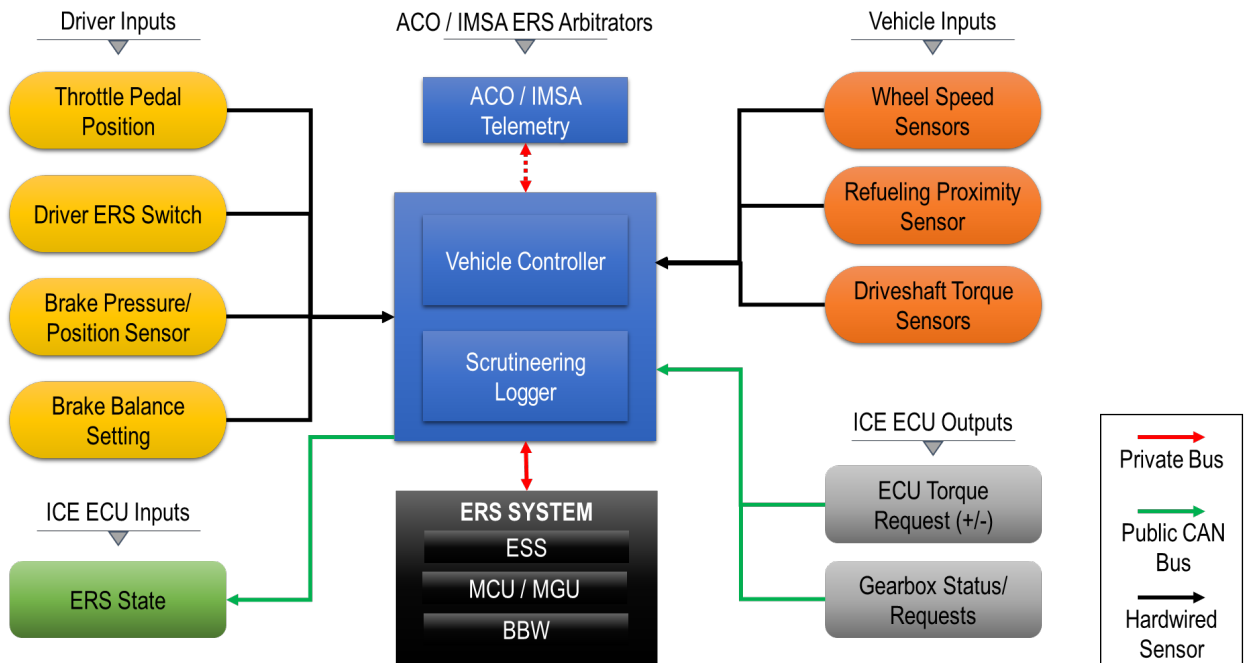 Driver Inputs
Throttle Pedal
Position
Driver ERS Switch
Brake Pressure/
Position Sensor
Brake Balance
Setting
ICE ECU Inputs
ERS State
ACO / IMSA ERS Arbitrators
ACO / IMSA
Telemetry
Vehicle Controller
Scrutineering
Logger
ERS SYSTEM
ESS
MCU / MGU
BBW
Vehicle Inputs
Wheel Speed
Sensors
Refueling Proximity
Sensor
Driveshaft Torque
Sensors
ICE ECU Outputs
ECU Torque
Request (+/-)
Gearbox Status/
Requests
Private Bus
Public CAN
Bus
Hardwired
Sensor